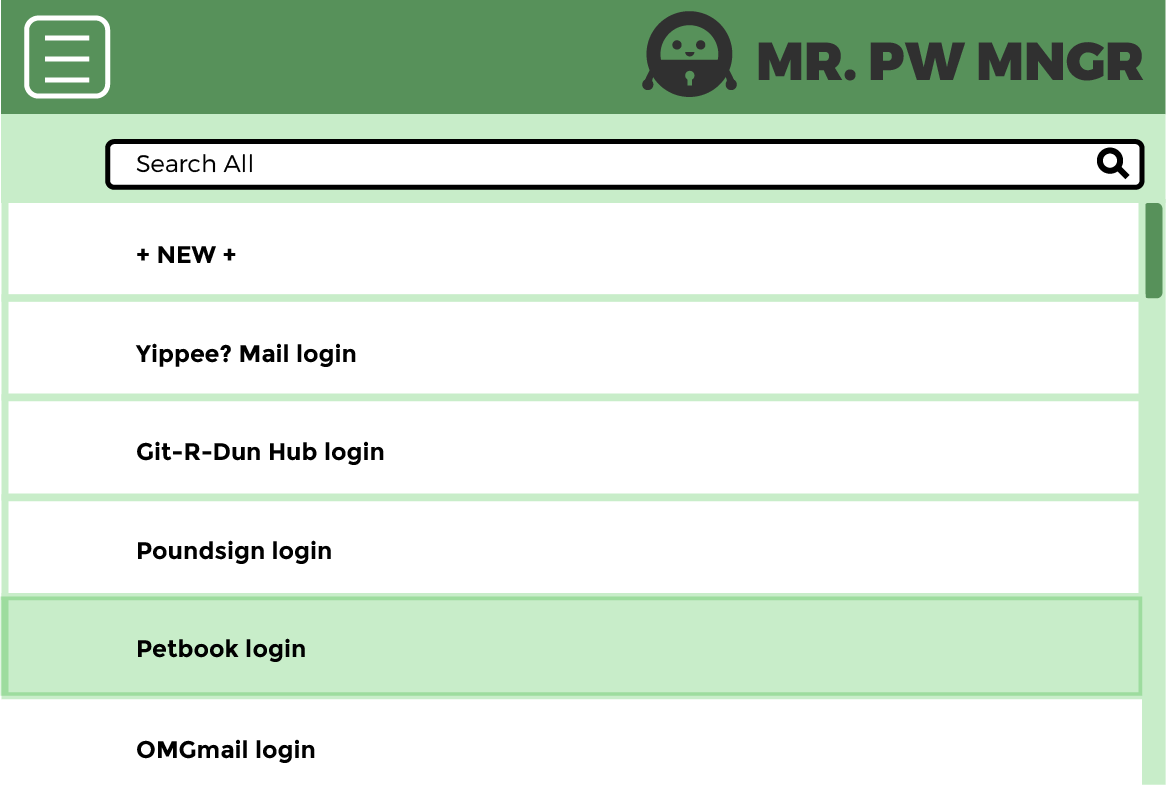 MR. PW MNGR
Search All
+ NEW +
Yippee? Mail login
Git-R-Dun Hub login
Poundsign login
Petbook login
OMGmail login